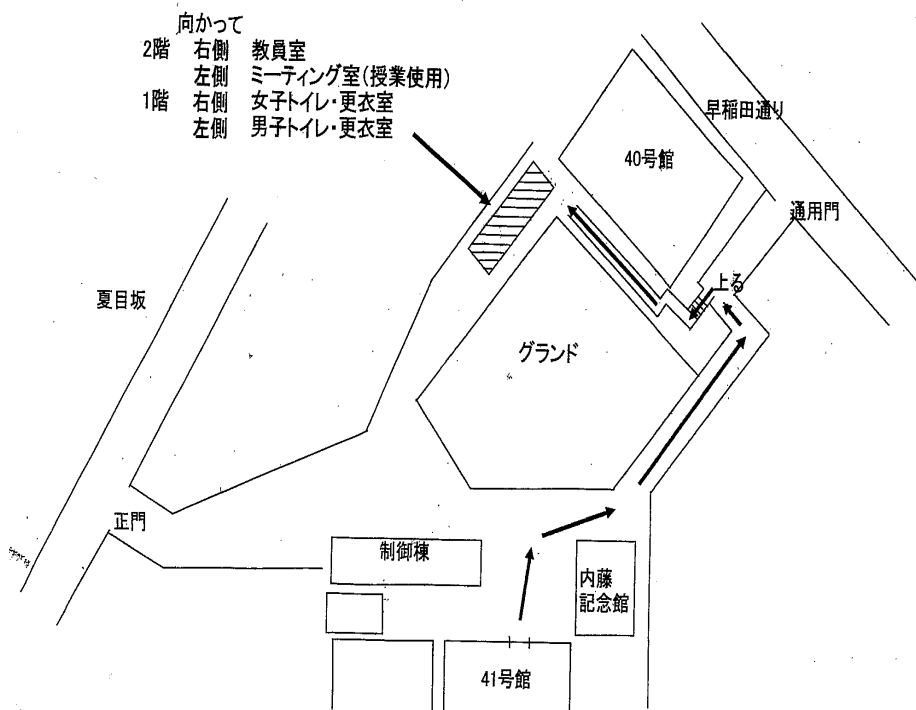 向かって
2階 右側 教員室
左側 ミーティング室(授業使用)
1階 右側 女子トイレ・更衣室
左側 男子トイレ・更衣室
早稲田通り
40号館
通用門
上る
夏目坂
グランド
正門
制御棟
内藤
記念館
41号館